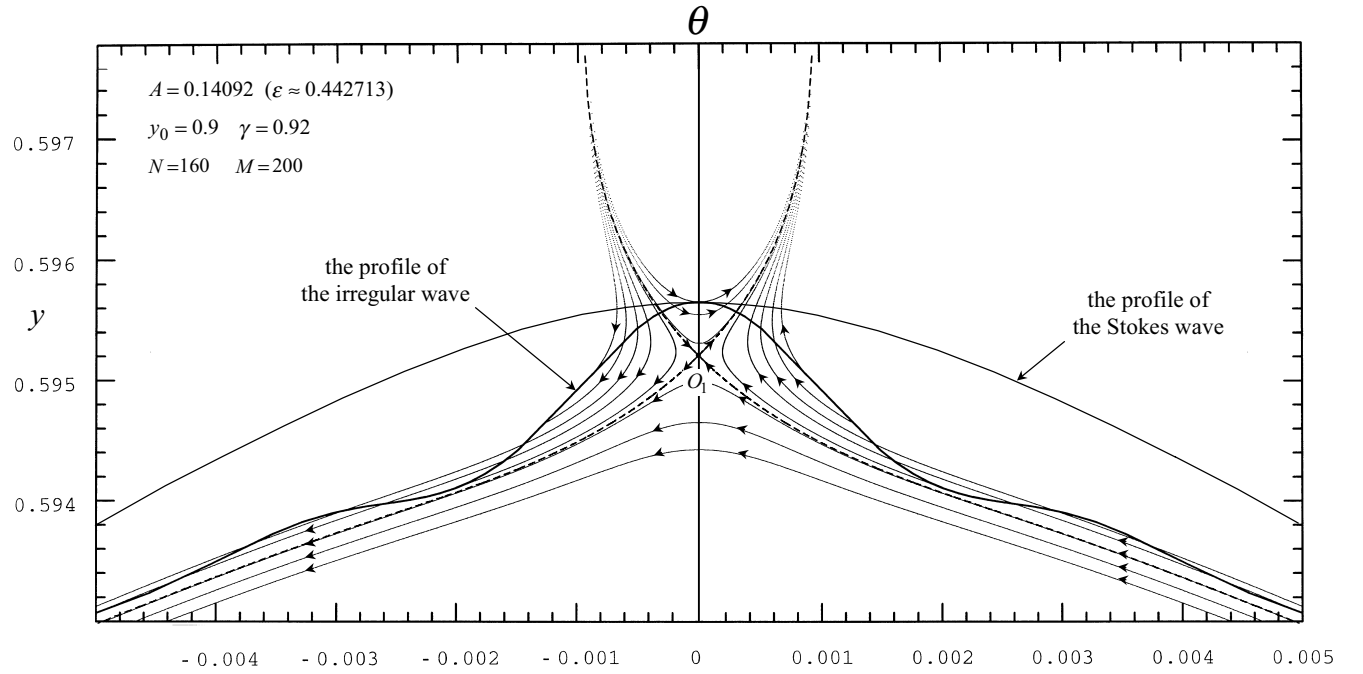 θ
A = 0.14092 (ε ≈ 0.442713)
y₀ = 0.9 γ = 0.92
N =160 M = 200
0.597
0.596
the profile of
the irregular wave
the profile of
the Stokes wave
y
0.595
O₁
0.594
- 0.004 - 0.003 - 0.002 - 0.001 0 0.001 0.002 0.003 0.004 0.005